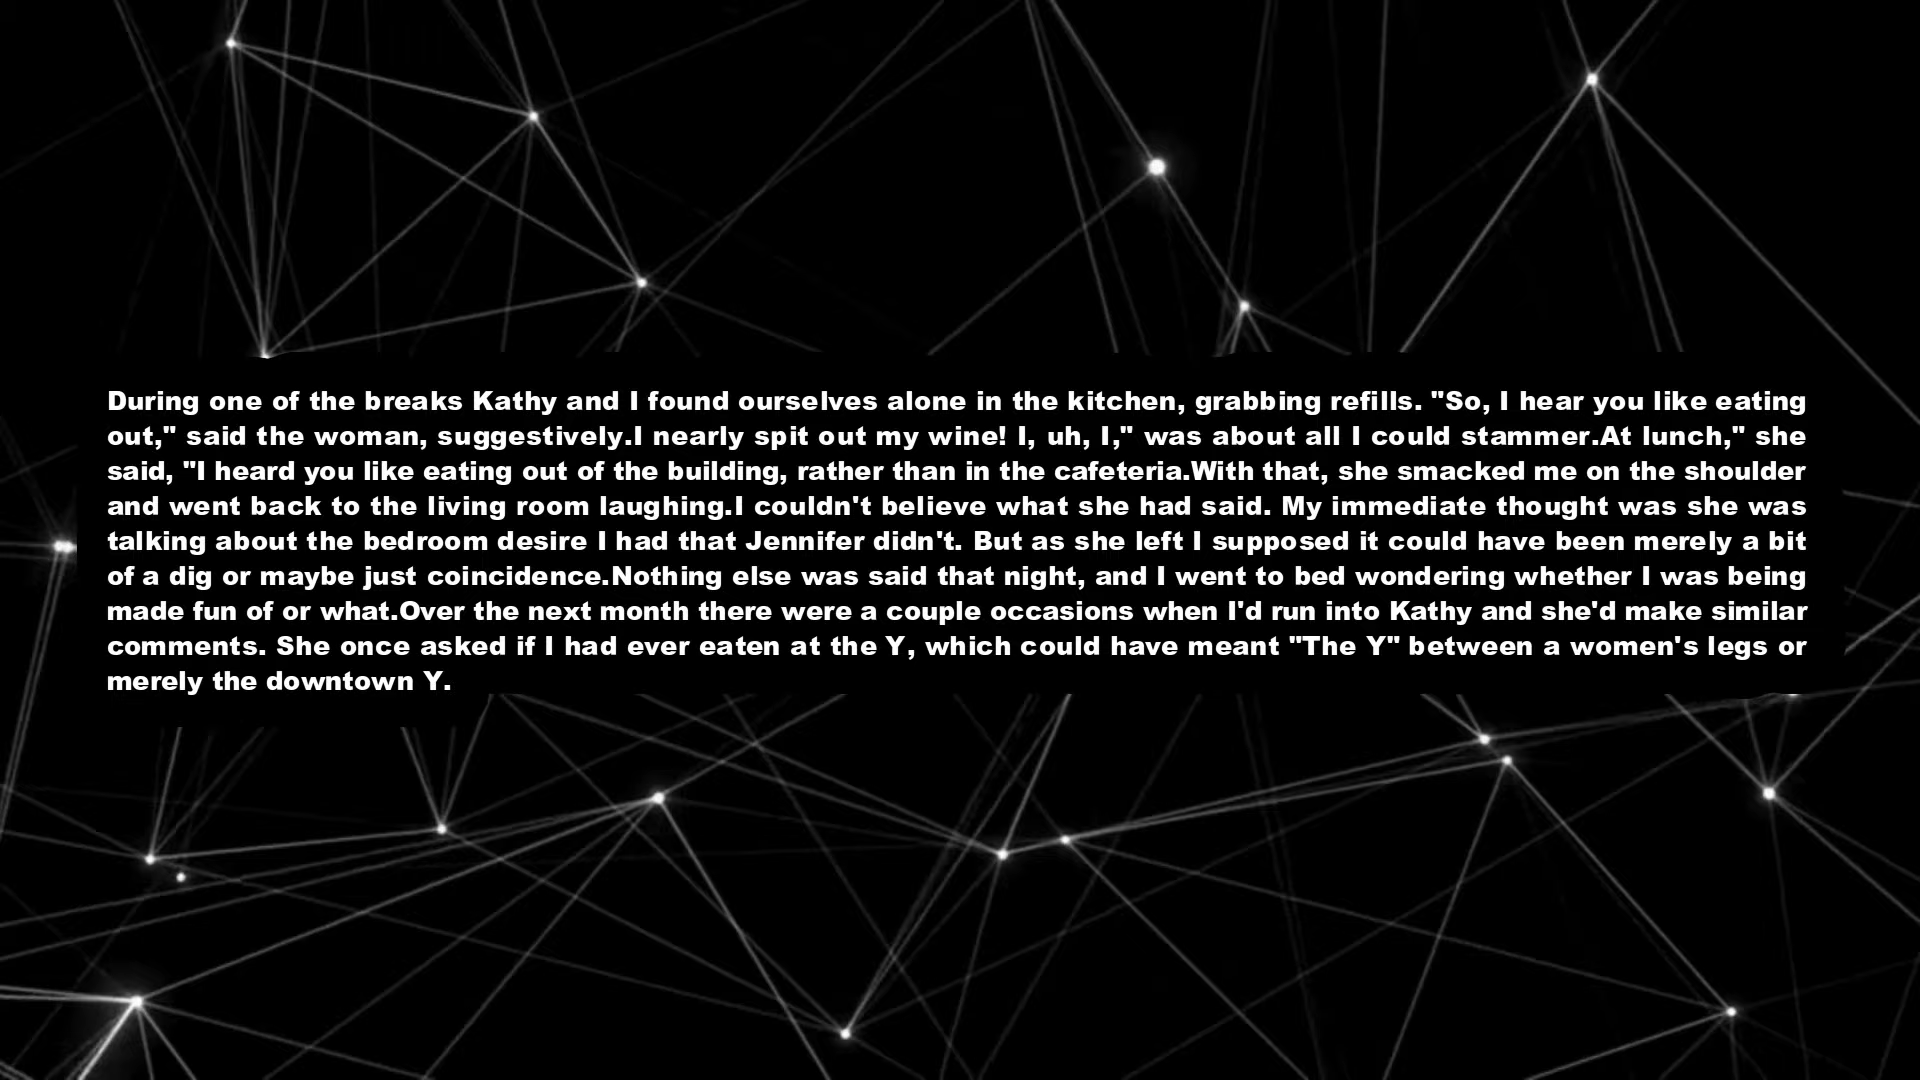 During one of the breaks Kathy and I found ourselves alone in the kitchen, grabbing refills. "So, I hear you like eating
out," said the woman, suggestively.I nearly spit out my wine! I, uh, I," was about all I could stammer.At lunch," she
said, "I heard you like eating out of the building, rather than in the cafeteria.With that, she smacked me on the shoulder
and went back to the living room laughing.I couldn't believe what she had said. My immediate thought was she was
talking about the bedroom desire I had that Jennifer didn't. But as she left I supposed it could have been merely a bit
of a dig or maybe just coincidence.Nothing else was said that night, and I went to bed wondering whether I was being
made fun of or what.Over the next month there were a couple occasions when I'd run into Kathy and she'd make similar
comments. She once asked if I had ever eaten at the Y, which could have meant "The Y" between a women's legs or
merely the downtown Y.